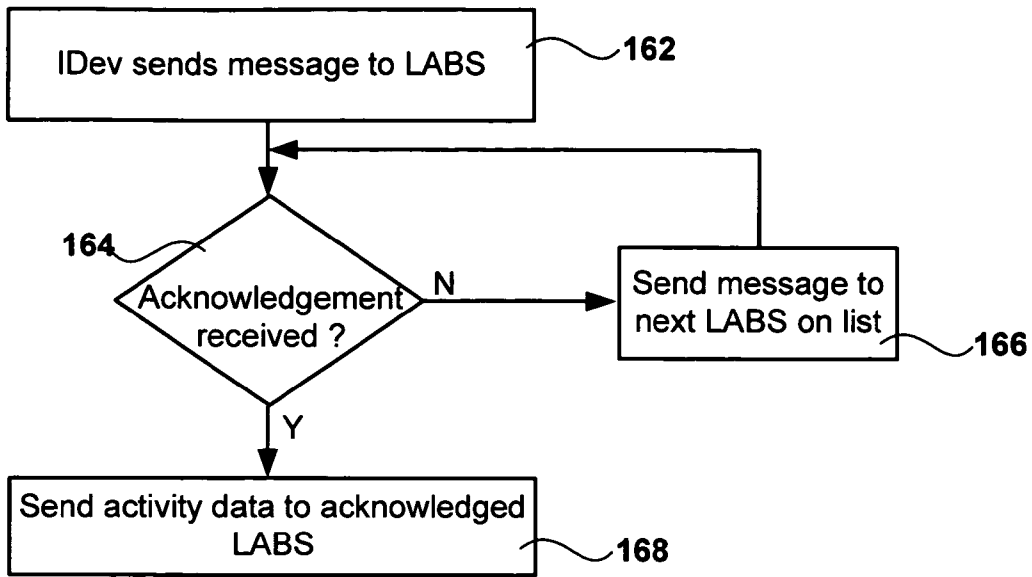 IDev sends message to LABS
162
164
Acknowledgement
received ?
N
Send message to
next LABS on list
166
Y
Send activity data to acknowledged
LABS
168